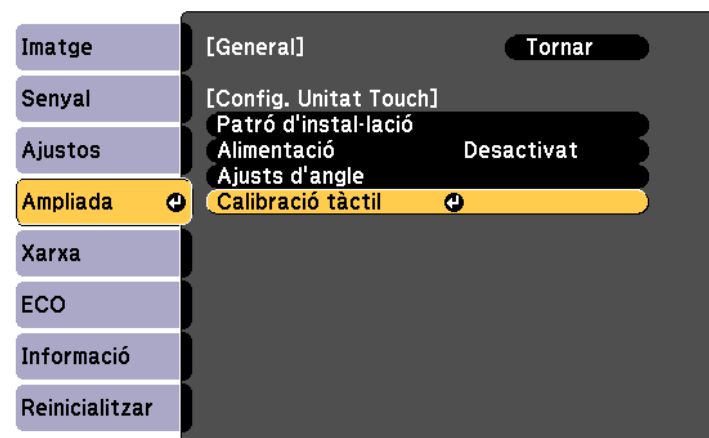 Imatge
Senyal
Ajustos
Ampliada
Xarxa
ECO
Informació
Reinicialitzar
[General] Tornar
[Config. Unitat Touch]
Patró d'instal·lació
Alimentació Desactivat
Ajusts d'angle
Calibració tàctil